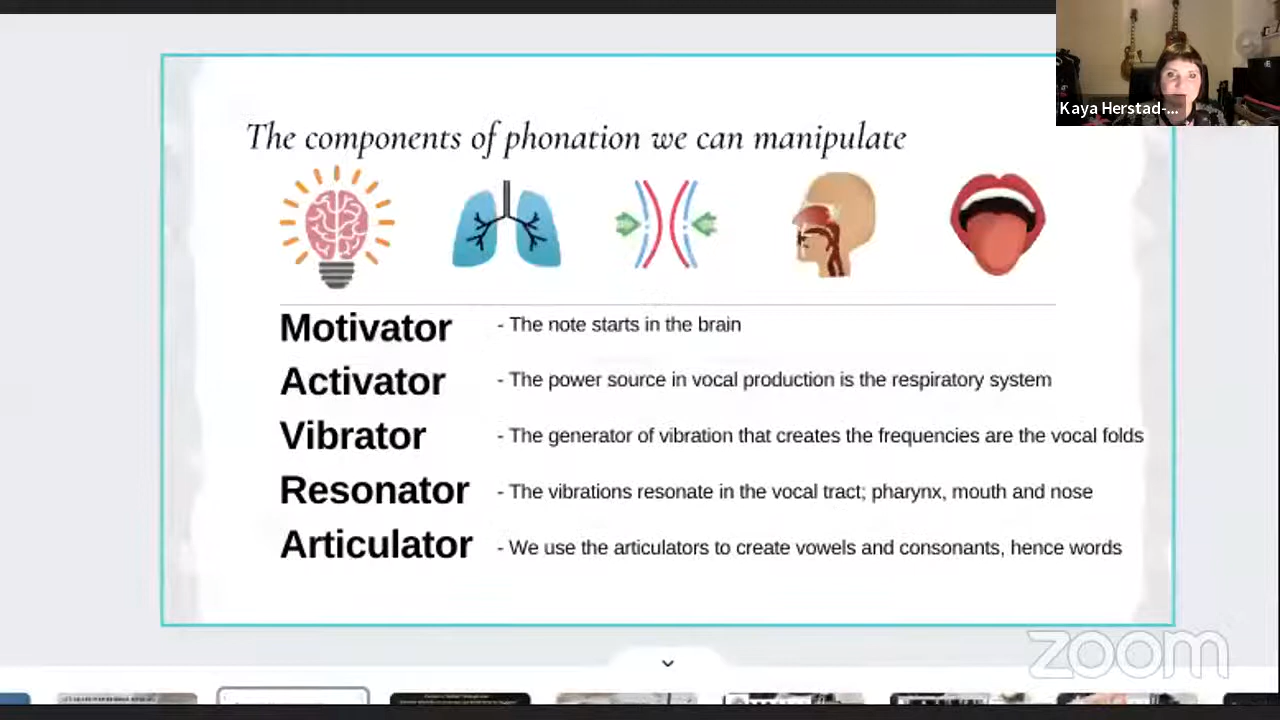 Kaya Herstad-...
The components of phonation we can manipulate
Motivator - The note starts in the brain
Activator - The power source in vocal production is the respiratory system
Vibrator - The generator of vibration that creates the frequencies are the vocal folds
Resonator - The vibrations resonate in the vocal tract; pharynx, mouth and nose
Articulator - We use the articulators to create vowels and consonants, hence words
zoom